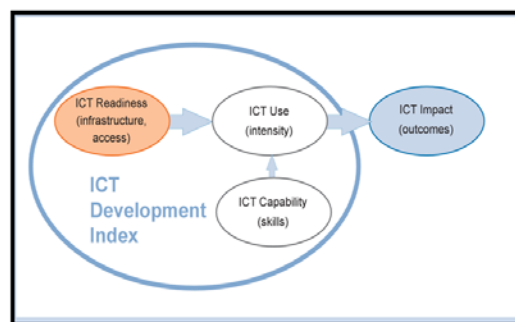 ICT Readiness
(infrastructure,
access)
ICT Use
(intensity)
ICT Impact
(outcomes)
ICT Capability
(skills)
ICT
Development
Index